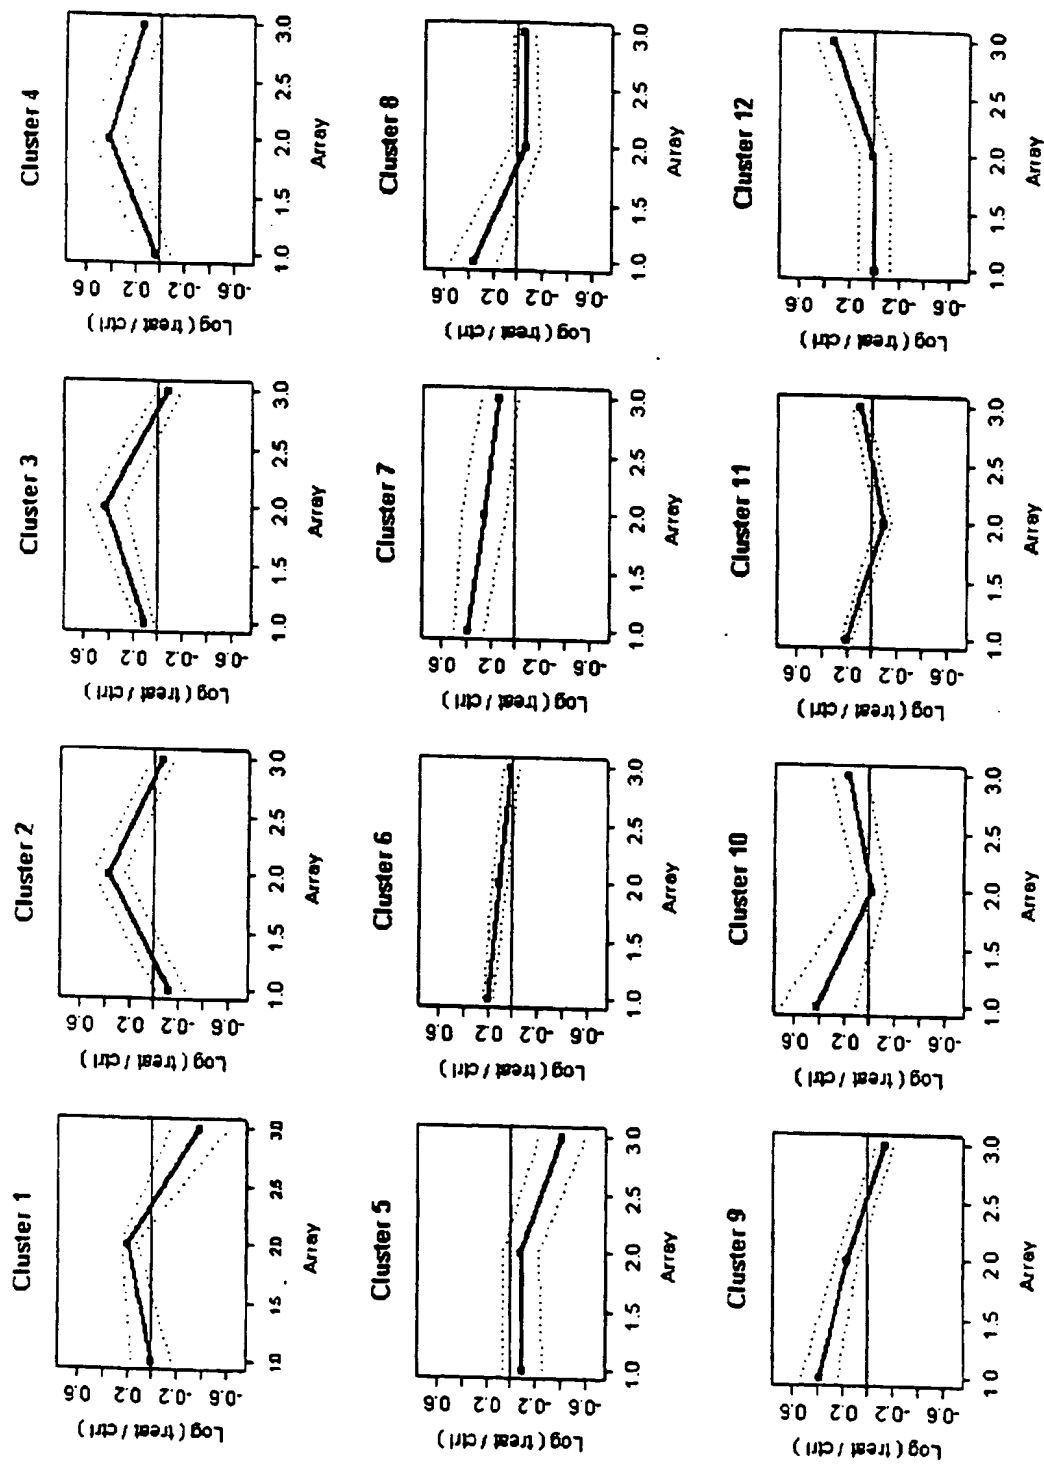 Cluster 1
Log ( treat / ctrl )
0.6
0.2
-0.2
-0.6
1.0 1.5 2.0 2.5 3.0
Array
Cluster 2
Log ( treat / ctrl )
0.6
0.2
-0.2
-0.6
1.0 1.5 2.0 2.5 3.0
Array
Cluster 3
Log ( treat / ctrl )
0.6
0.2
-0.2
-0.6
1.0 1.5 2.0 2.5 3.0
Array
Cluster 4
Log ( treat / ctrl )
0.6
0.2
-0.2
-0.6
1.0 1.5 2.0 2.5 3.0
Array
Cluster 5
Log ( treat / ctrl )
0.6
0.2
-0.2
-0.6
1.0 1.5 2.0 2.5 3.0
Array
Cluster 6
Log ( treat / ctrl )
0.6
0.2
-0.2
-0.6
1.0 1.5 2.0 2.5 3.0
Array
Cluster 7
Log ( treat / ctrl )
0.6
0.2
-0.2
-0.6
1.0 1.5 2.0 2.5 3.0
Array
Cluster 8
Log ( treat / ctrl )
0.6
0.2
-0.2
-0.6
1.0 1.5 2.0 2.5 3.0
Array
Cluster 9
Log ( treat / ctrl )
0.6
0.2
-0.2
-0.6
1.0 1.5 2.0 2.5 3.0
Array
Cluster 10
Log ( treat / ctrl )
0.6
0.2
-0.2
-0.6
1.0 1.5 2.0 2.5 3.0
Array
Cluster 11
Log ( treat / ctrl )
0.6
0.2
-0.2
-0.6
1.0 1.5 2.0 2.5 3.0
Array
Cluster 12
Log ( treat / ctrl )
0.6
0.2
-0.2
-0.6
1.0 1.5 2.0 2.5 3.0
Array